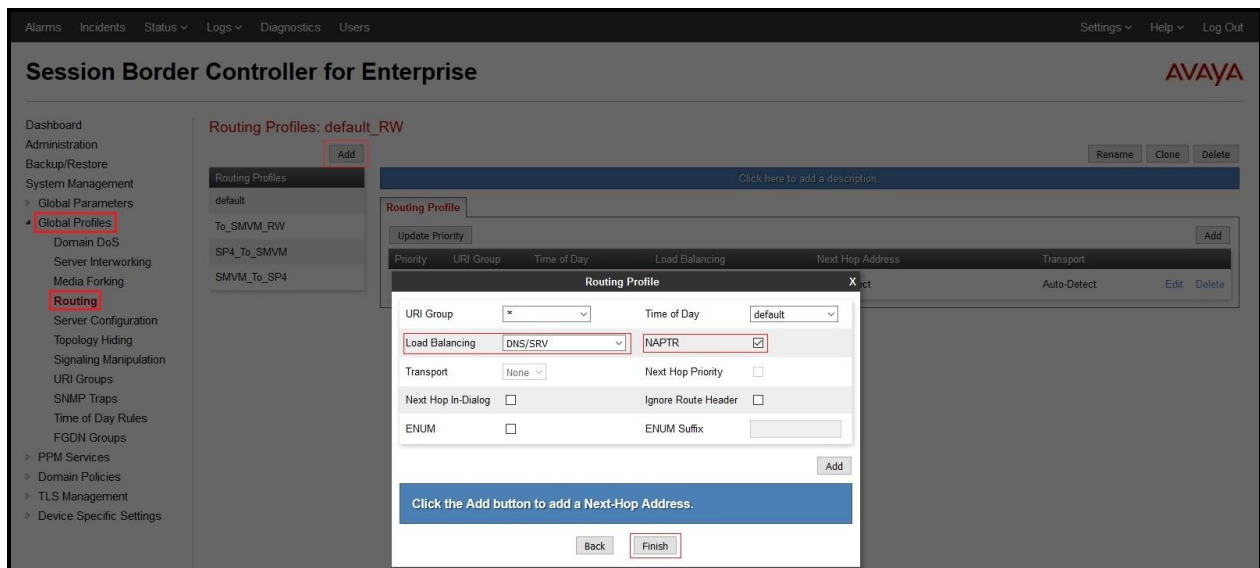 Alarms Incidents Status Logs Diagnostics Users Settings Help Log Out
Session Border Controller for Enterprise
AVAYA
Dashboard
Administration
Backup/Restore
System Management
Global Parameters
Global Profiles
Domain DoS
Server Interworking
Media Forking
Routing
Server Configuration
Topology Hiding
Signaling Manipulation
URI Groups
SNMP Traps
Time of Day Rules
FGDN Groups
PPM Services
Domain Policies
TLS Management
Device Specific Settings
Routing Profiles: default_RW
Add
Rename Clone Delete
Routing Profiles
default
To_SMVM_RW
SP4_To_SMVM
SMVM_To_SP4
Click here to add a description.
Routing Profile
Update Priority Add
Priority URI Group Time of Day Load Balancing Next Hop Address Transport
Auto-Detect Edit Delete
Routing Profile X
URI Group * Time of Day default
Load Balancing DNS/SRV NAPTR
Transport None Next Hop Priority
Next Hop In-Dialog Ignore Route Header
ENUM ENUM Suffix
Add
Click the Add button to add a Next-Hop Address.
Back Finish